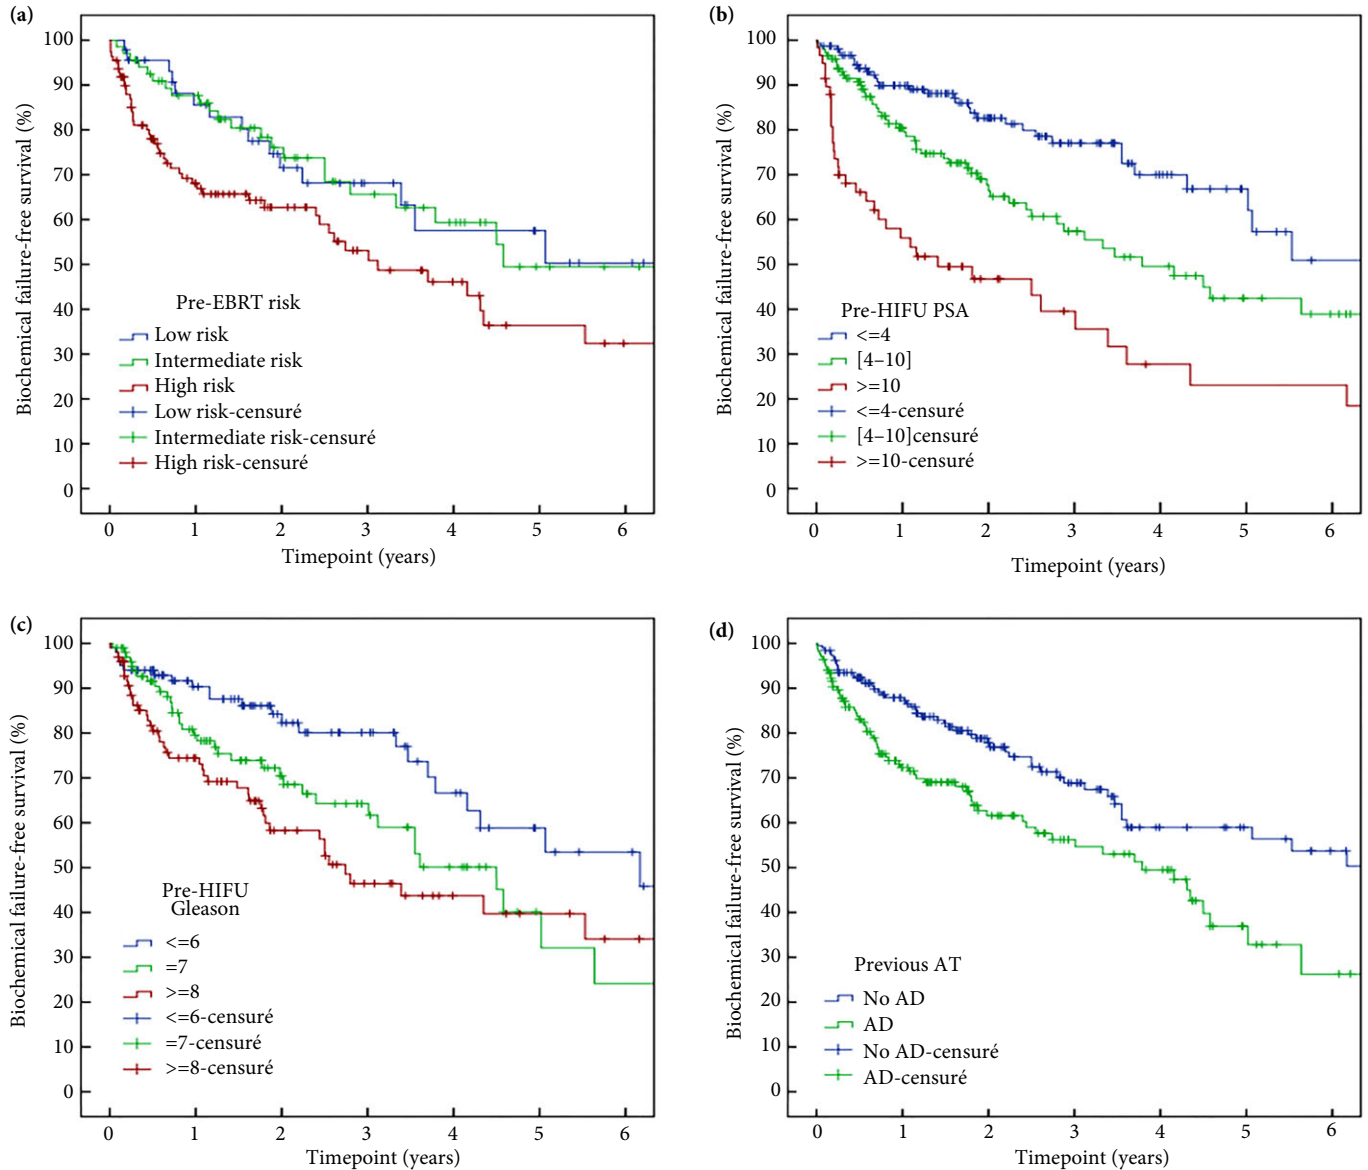 (a)
Biochemical failure-free survival (%)
100
90
80
70
60
50
40
30
20
10
0
Pre-EBRT risk
Low risk
Intermediate risk
High risk
Low risk-censuré
Intermediate risk-censuré
High risk-censuré
0 1 2 3 4 5 6
Timepoint (years)
(b)
Biochemical failure-free survival (%)
100
90
80
70
60
50
40
30
20
10
0
Pre-HIFU PSA
<=4
[4–10]
>=10
<=4-censuré
[4–10]censuré
>=10-censuré
0 1 2 3 4 5 6
Timepoint (years)
(c)
Biochemical failure-free survival (%)
100
90
80
70
60
50
40
30
20
10
0
Pre-HIFU
Gleason
<=6
=7
>=8
<=6-censuré
=7-censuré
>=8-censuré
0 1 2 3 4 5 6
Timepoint (years)
(d)
Biochemical failure-free survival (%)
100
90
80
70
60
50
40
30
20
10
0
Previous AT
No AD
AD
No AD-censuré
AD-censuré
0 1 2 3 4 5 6
Timepoint (years)